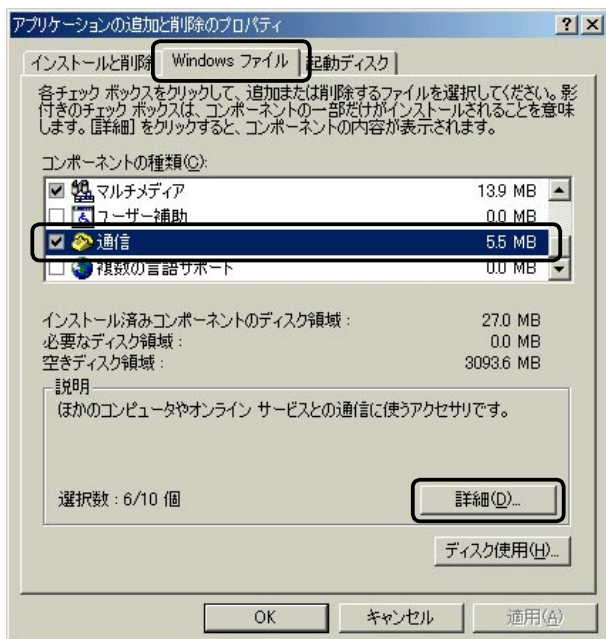 アプリケーションの追加と削除のプロパティ
インストールと削除 Windows ファイル 起動ディスク
各チェック ボックスをクリックして、追加または削除するファイルを選択してください。影
付きのチェック ボックスは、コンポーネントの一部だけがインストールされることを意味
します。[詳細] をクリックすると、コンポーネントの内容が表示されます。
コンポーネントの種類(C):
マルチメディア 13.9 MB
ユーザー補助 0.0 MB
通信 5.5 MB
複数の言語サポート 0.0 MB
インストール済みコンポーネントのディスク領域 : 27.0 MB
必要なディスク領域 : 0.0 MB
空きディスク領域 : 3093.6 MB
説明
ほかのコンピュータやオンライン サービスとの通信に使うアクセサリです。
選択数 : 6/10 個
詳細(D)...
ディスク使用(H)...
OK キャンセル 適用(A)